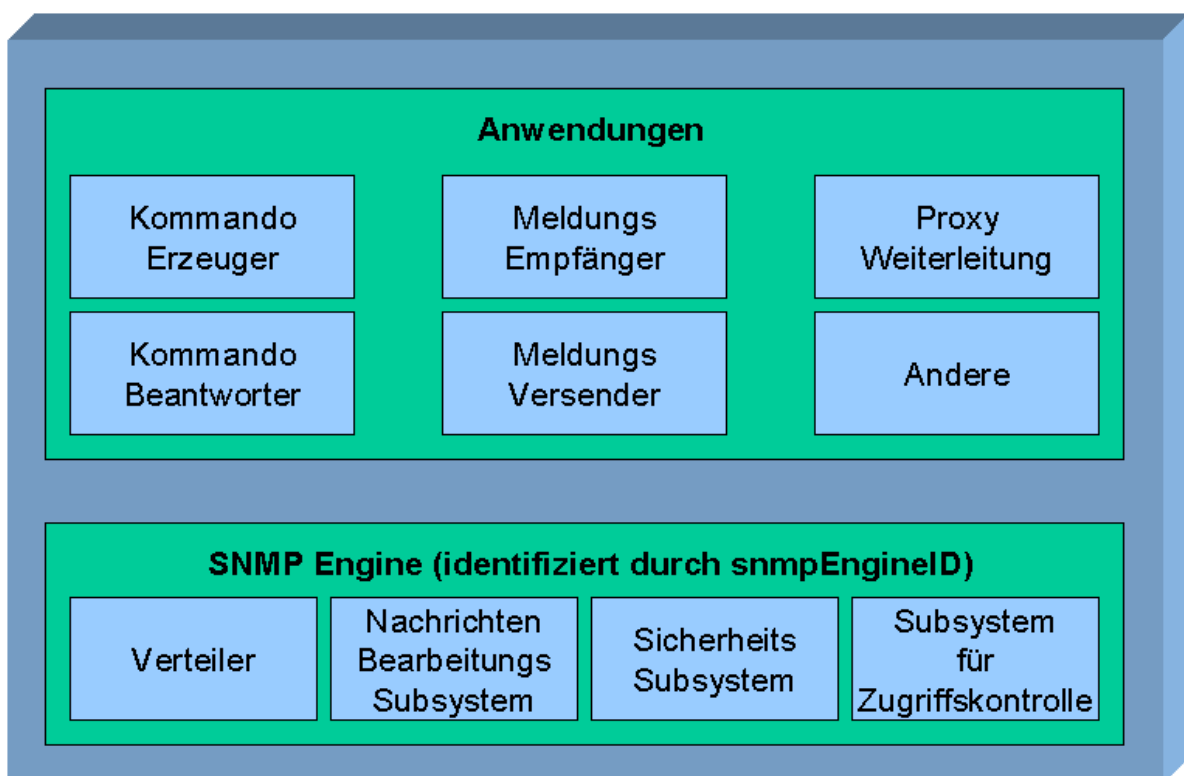 Anwendungen
Kommando
Erzeuger
Meldungs
Empfänger
Proxy
Weiterleitung
Kommando
Beantworter
Meldungs
Versender
Andere
SNMP Engine (identifiziert durch snmpEngineID)
Verteiler
Nachrichten
Bearbeitungs
Subsystem
Sicherheits
Subsystem
Subsystem
für
Zugriffskontrolle